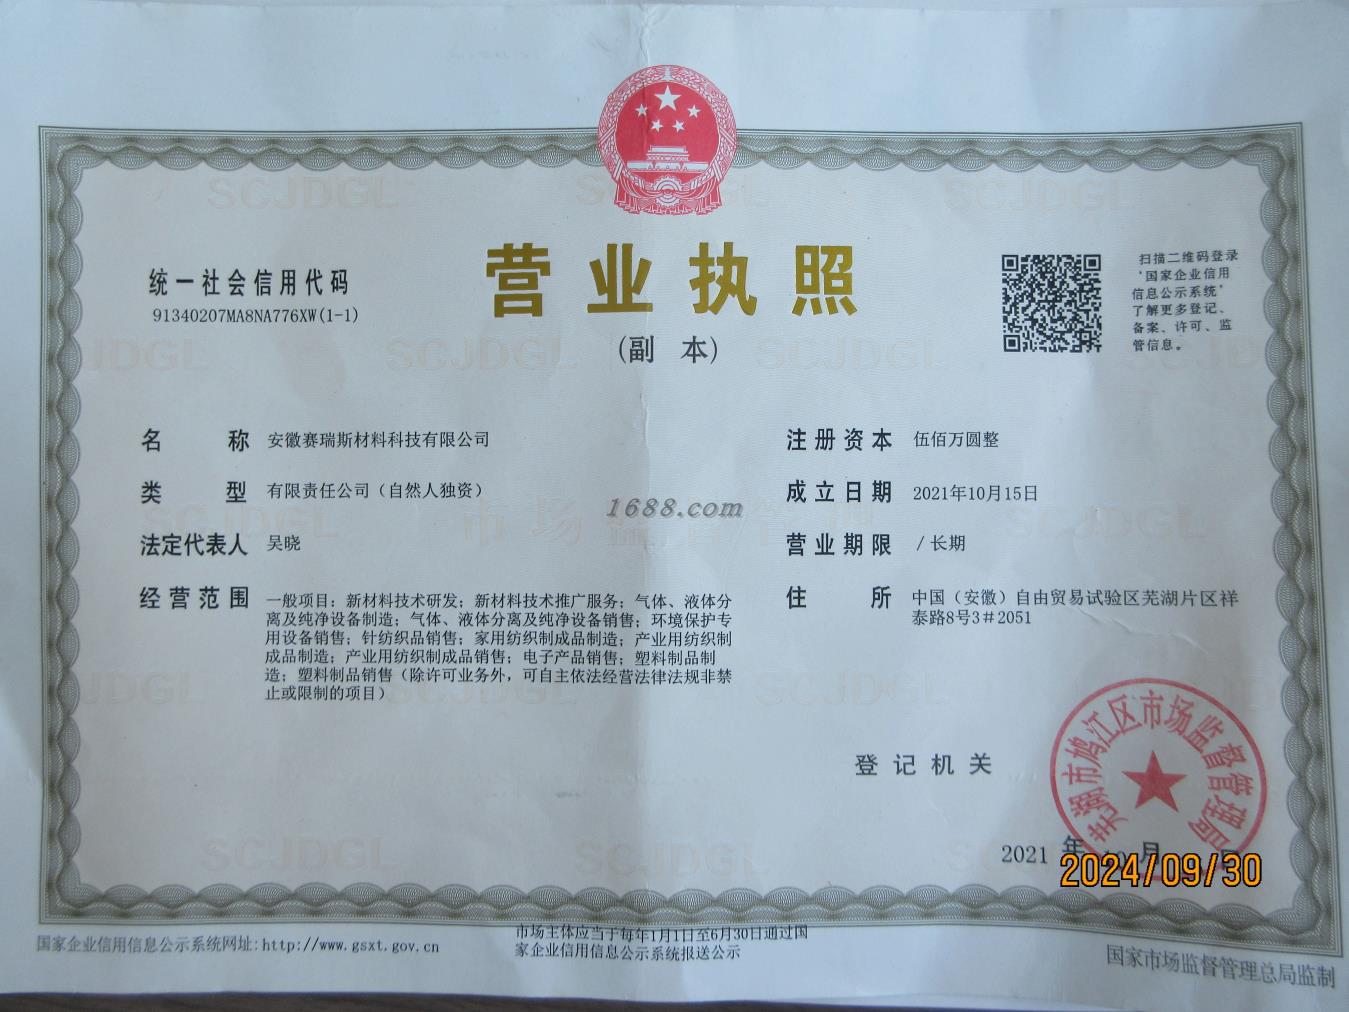 营业执照
(副 本)
统一社会信用代码
91340207MA8NA776XW(1-1)
扫描二维码登录
‘国家企业信用
信息公示系统’
了解更多登记、
备案、许可、监
管信息。
名 称 安徽赛瑞斯材料科技有限公司
类 型 有限责任公司（自然人独资）
法定代表人 吴晓
经营范围 一般项目：新材料技术研发；新材料技术推广服务；气体、液体分
离及纯净设备制造；气体、液体分离及纯净设备销售；环境保护专
用设备销售；针纺织品销售；家用纺织制成品制造；产业用纺织制
成品制造；产业用纺织制成品销售；电子产品销售；塑料制品制
造；塑料制品销售（除许可业务外，可自主依法经营法律法规非禁
止或限制的项目）
注册资本 伍佰万圆整
成立日期 2021年10月15日
营业期限 / 长期
住 所 中国（安徽）自由贸易试验区芜湖片区祥
泰路8号3＃2051
1688.com
登记机关
芜湖市鸠江区市场监督管理局
2021 年 月 日
2024/09/30
国家企业信用信息公示系统网址:http://www.gsxt.gov.cn
市场主体应当于每年1月1日至6月30日通过国
家企业信用信息公示系统报送公示
国家市场监督管理总局监制